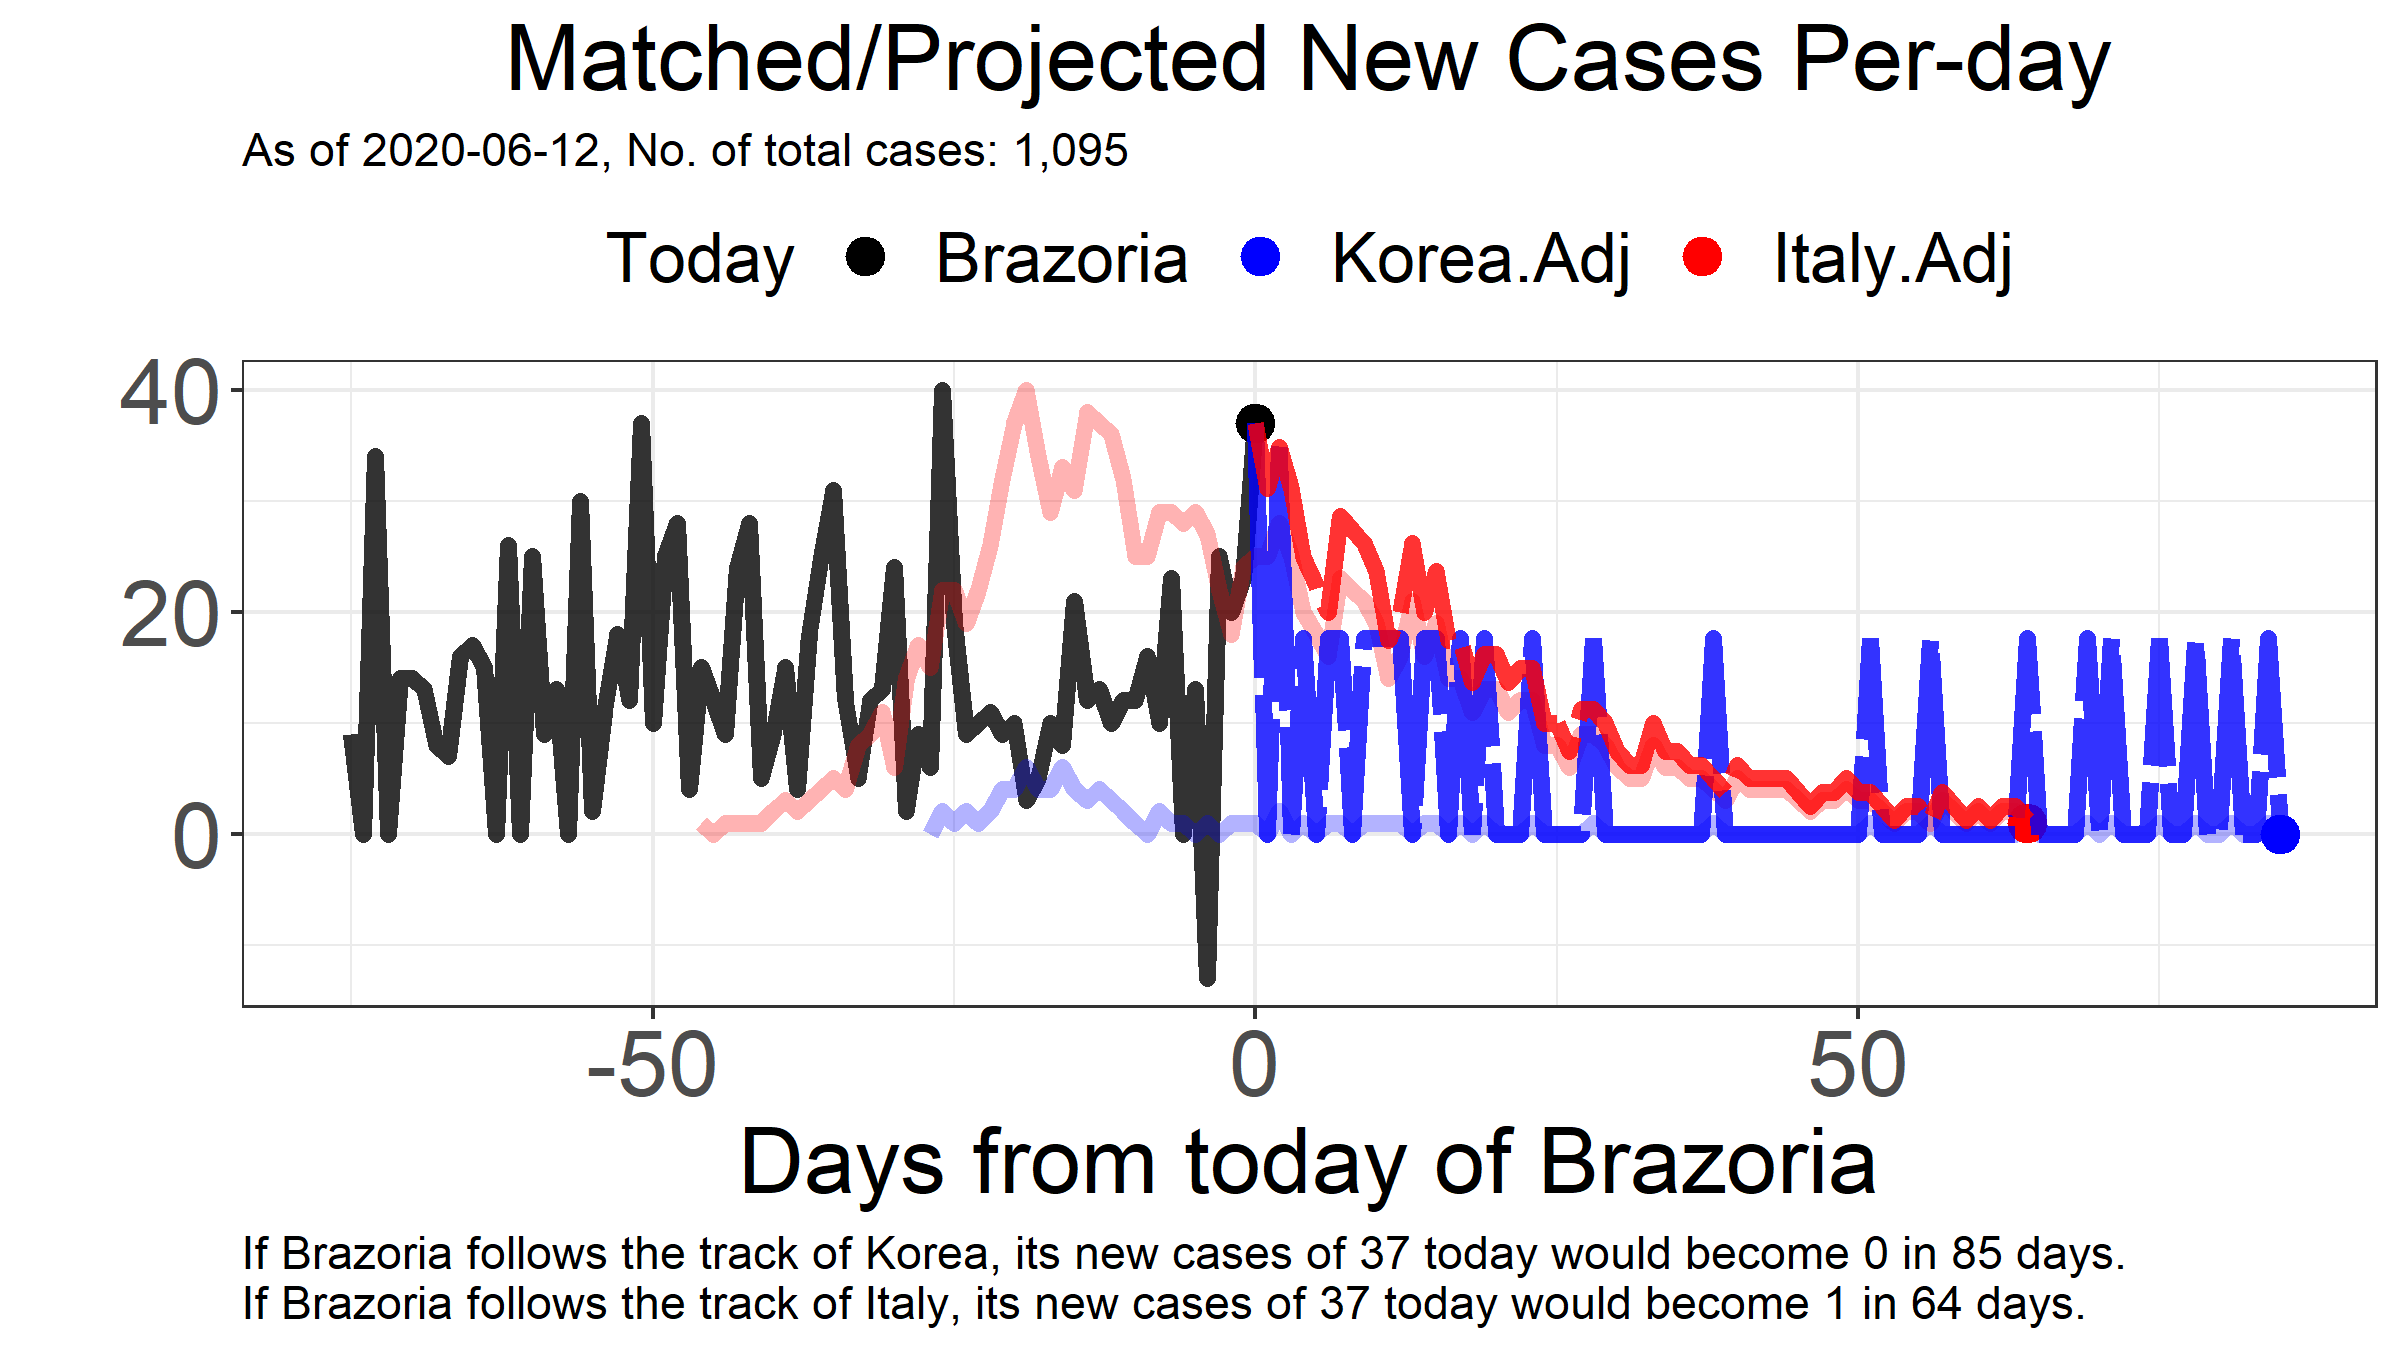 Matched/Projected New Cases Per-day
As of 2020-06-12, No. of total cases: 1,095
Today Brazoria Korea.Adj Italy.Adj
40
20
0
-50 0 50
Days from today of Brazoria
If Brazoria follows the track of Korea, its new cases of 37 today would become 0 in 85 days.
If Brazoria follows the track of Italy, its new cases of 37 today would become 1 in 64 days.